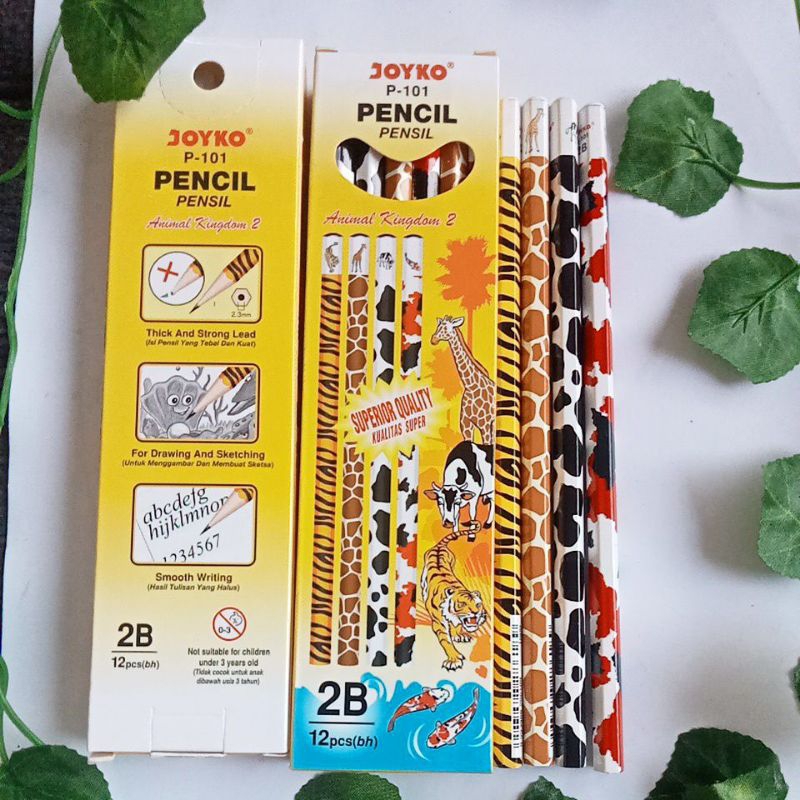 JOYKO®
P-101
PENCIL
PENSIL
Animal Kingdom 2
2.3mm
Thick And Strong Lead
(Isi Pensil Yang Tebal Dan Kuat)
For Drawing And Sketching
(Untuk Menggambar Dan Membuat Sketsa)
abcdefg
hijklmnop
1234567
Smooth Writing
(Hasil Tulisan Yang Halus)
2B
12pcs(bh)
0-3
Not suitable for children
under 3 years old
(Tidak cocok untuk anak
dibawah usia 3 tahun)
JOYKO®
P-101
PENCIL
PENSIL
Animal Kingdom 2
SUPERIOR QUALITY
KUALITAS SUPER
2B
12pcs(bh)
2B